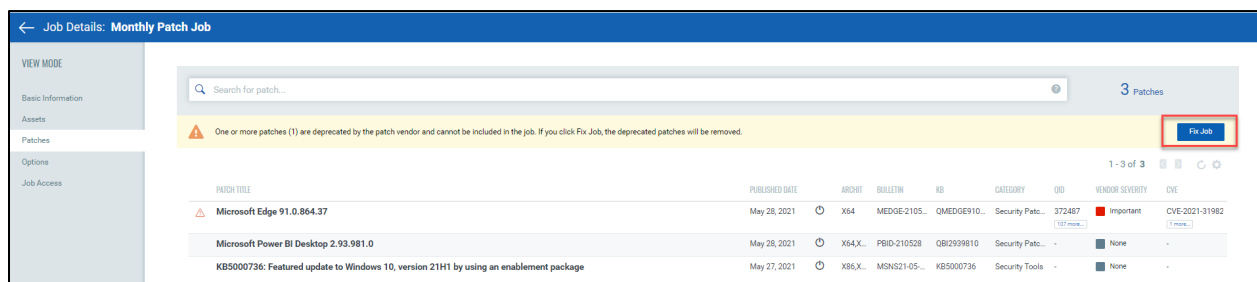 ← Job Details: Monthly Patch Job
VIEW MODE
Basic Information
Assets
Patches
Options
Job Access
Search for patch...
3 Patches
One or more patches (1) are deprecated by the patch vendor and cannot be included in the job. If you click Fix Job, the deprecated patches will be removed.
Fix Job
1 - 3 of 3
PATCH TITLE PUBLISHED DATE ARCHIT BULLETIN KB CATEGORY QID VENDOR SEVERITY CVE
Microsoft Edge 91.0.864.37 May 28, 2021 X64 MEDGE-2105... QMEDGE910... Security Patc... 372487 Important CVE-2021-31982
107 more... 1 more...
Microsoft Power BI Desktop 2.93.981.0 May 28, 2021 X64,X... PBID-210528 QBI2939810 Security Patc... - None -
KB5000736: Featured update to Windows 10, version 21H1 by using an enablement package May 27, 2021 X86,X... MSNS21-05-... KB5000736 Security Tools - None -